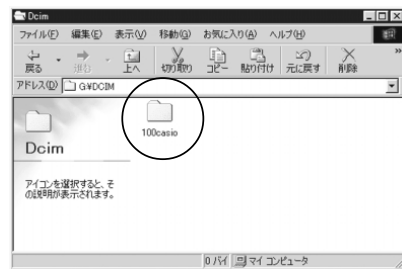 Dcim
ファイル(F) 編集(E) 表示(V) 移動(G) お気に入り(A) ヘルプ(H)
戻る 進む 上へ 切り取り コピー 貼り付け 元に戻す 削除 »
アドレス(D) G:¥DCIM
100casio
Dcim
アイコンを選択すると、そ
の説明が表示されます。
0 バイ マイ コンピュータ